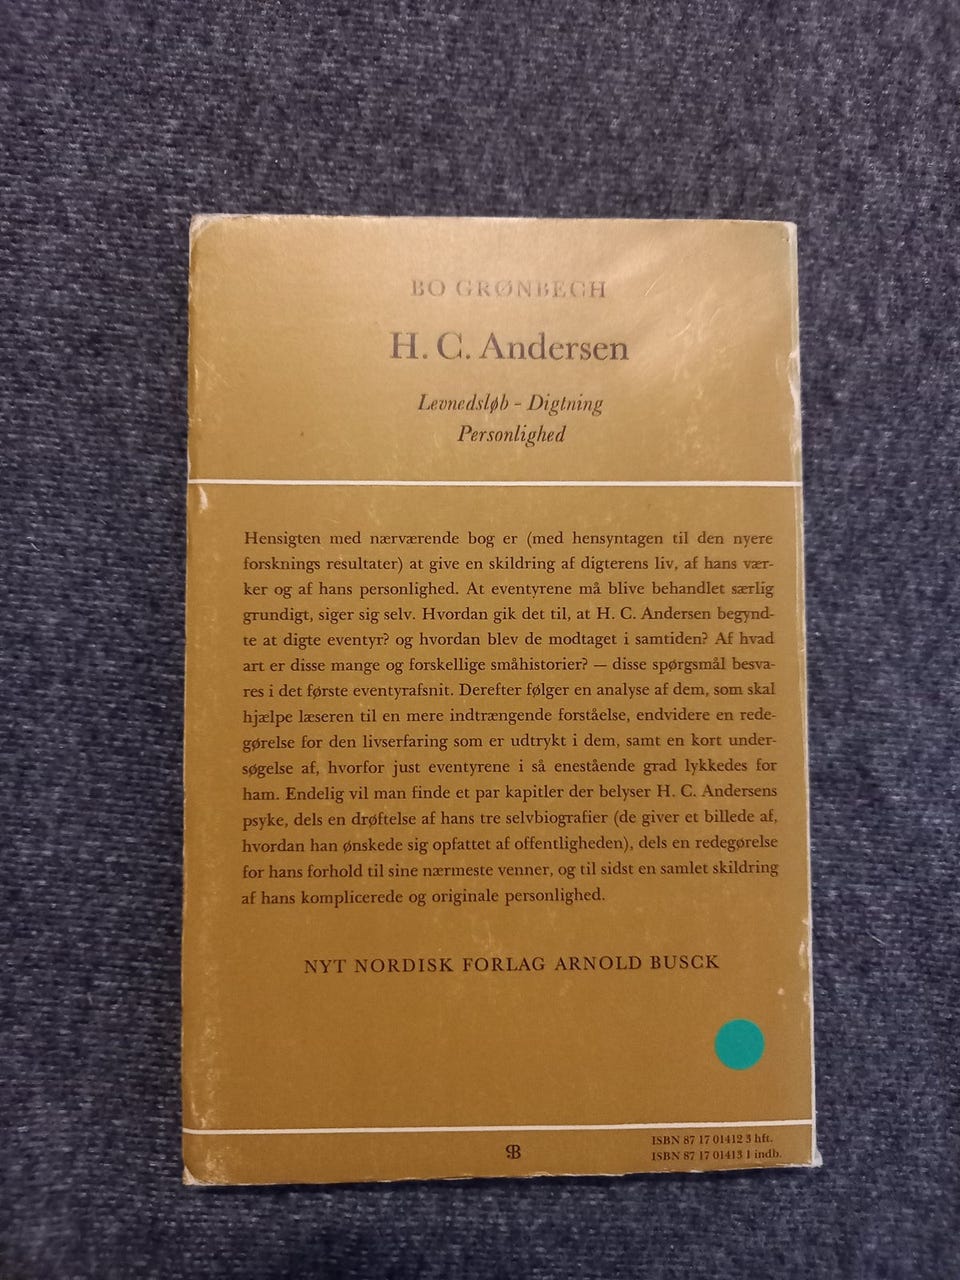 BO GRØNBECH
H. C. Andersen
Levnedsløb - Digtning
Personlighed
Hensigten med nærværende bog er (med hensyntagen til den nyere
forsknings resultater) at give en skildring af digterens liv, af hans vær-
ker og af hans personlighed. At eventyrene må blive behandlet særlig
grundigt, siger sig selv. Hvordan gik det til, at H. C. Andersen begynd-
te at digte eventyr? og hvordan blev de modtaget i samtiden? Af hvad
art er disse mange og forskellige småhistorier? — disse spørgsmål besva-
res i det første eventyrafsnit. Derefter følger en analyse af dem, som skal
hjælpe læseren til en mere indtrængende forståelse, endvidere en rede-
gørelse for den livserfaring som er udtrykt i dem, samt en kort under-
søgelse af, hvorfor just eventyrene i så enestående grad lykkedes for
ham. Endelig vil man finde et par kapitler der belyser H. C. Andersens
psyke, dels en drøftelse af hans tre selvbiografier (de giver et billede af,
hvordan han ønskede sig opfattet af offentligheden), dels en redegørelse
for hans forhold til sine nærmeste venner, og til sidst en samlet skildring
af hans komplicerede og originale personlighed.
NYT NORDISK FORLAG ARNOLD BUSCK
ISBN 87 17 01412 3 hft.
ISBN 87 17 01413 1 indb.